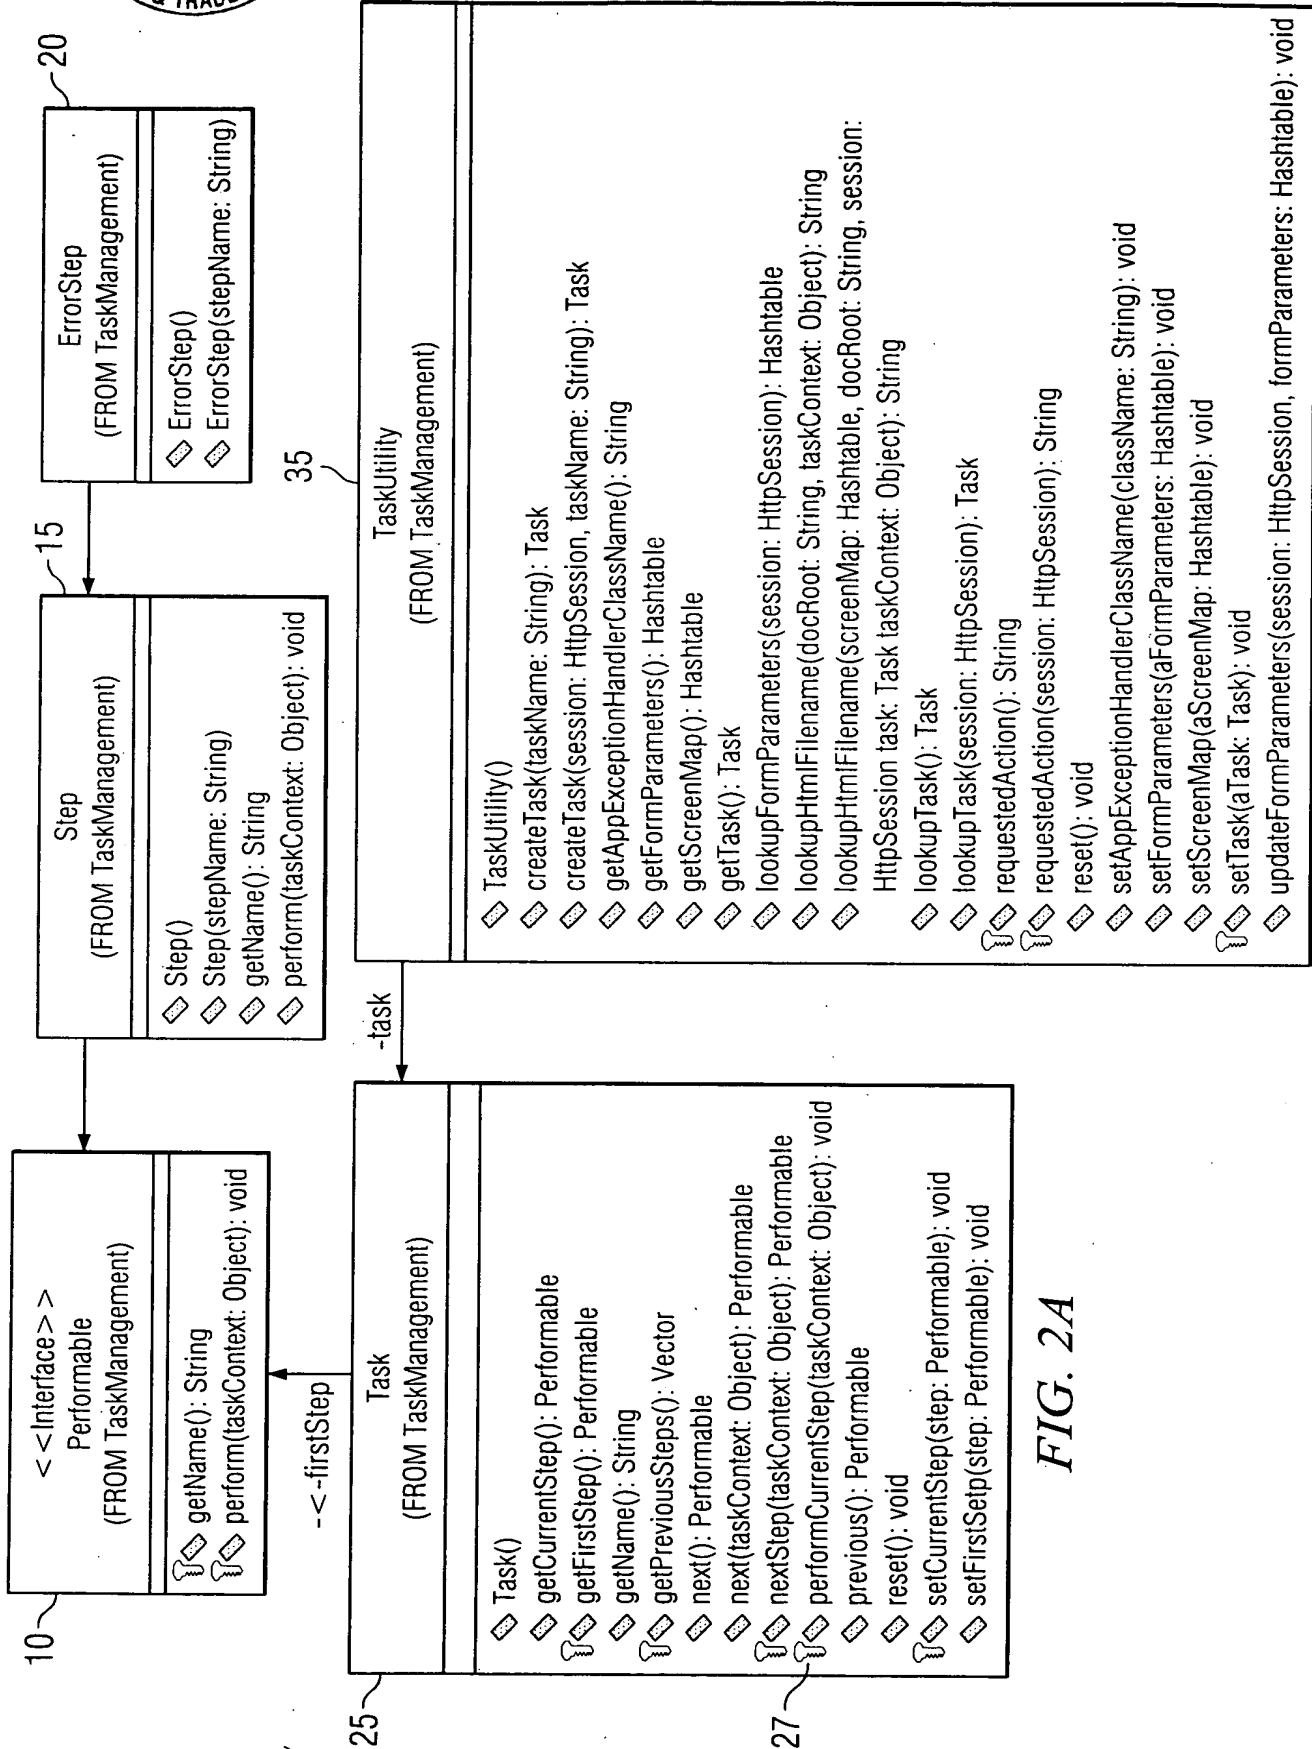 & TRADE
10
<<Interface>>
Performable
(FROM TaskManagement)
getName(): String
perform(taskContext: Object): void
15
Step
(FROM TaskManagement)
Step()
Step(stepName: String)
getName(): String
perform(taskContext: Object): void
20
ErrorStep
(FROM TaskManagement)
ErrorStep()
ErrorStep(stepName: String)
-<-firstStep
25
Task
(FROM TaskManagement)
Task()
getCurrentStep(): Performable
getFirstStep(): Performable
getName(): String
getPreviousSteps(): Vector
next(): Performable
next(taskContext: Object): Performable
nextStep(taskContext: Object): Performable
performCurrentStep(taskContext: Object): void
previous(): Performable
reset(): void
setCurrentStep(step: Performable): void
setFirstSetp(step: Performable): void
27
-task
35
TaskUtility
(FROM TaskManagement)
TaskUtility()
createTask(taskName: String): Task
createTask(session: HttpSession, taskName: String): Task
getAppExceptionHandlerClassName(): String
getFormParameters(): Hashtable
getScreenMap(): Hashtable
getTask(): Task
lookupFormParameters(session: HttpSession): Hashtable
lookupHtmlFilename(docRoot: String, taskContext: Object): String
lookupHtmlFilename(screenMap: Hashtable, docRoot: String, session:
HttpSession task: Task taskContext: Object): String
lookupTask(): Task
lookupTask(session: HttpSession): Task
requestedAction(): String
requestedAction(session: HttpSession): String
reset(): void
setAppExceptionHandlerClassName(className: String): void
setFormParameters(aFormParameters: Hashtable): void
setScreenMap(aScreenMap: Hashtable): void
setTask(aTask: Task): void
updateFormParameters(session: HttpSession, formParameters: Hashtable): void
FIG. 2A